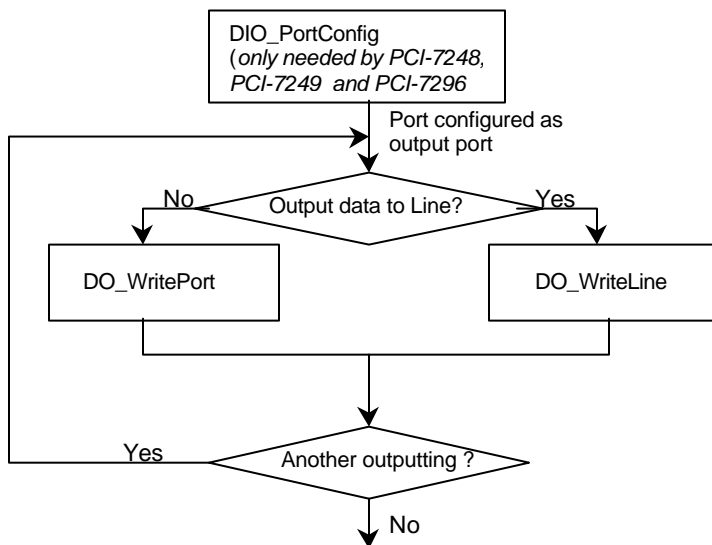 DIO_PortConfig
(only needed by PCI-7248,
PCI-7249 and PCI-7296
Port configured as
output port
No
Output data to Line?
Yes
DO_WritePort
DO_WriteLine
Yes
Another outputting ?
No